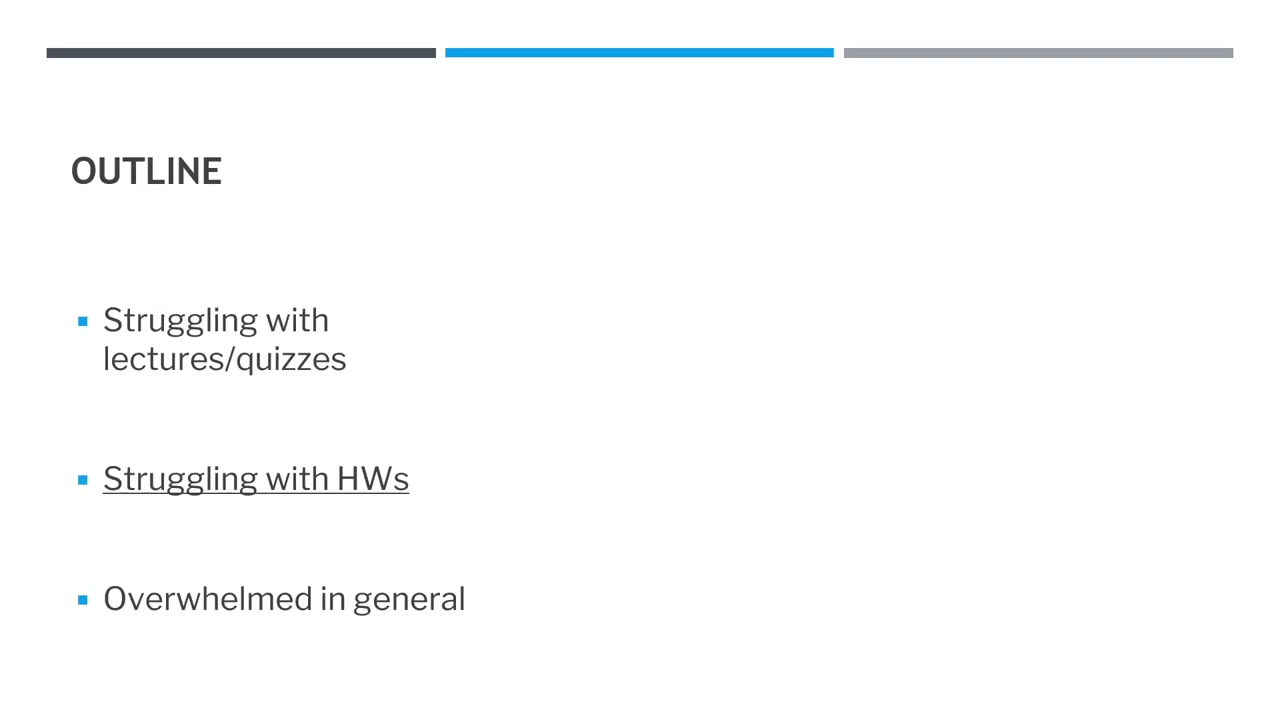 OUTLINE
Struggling with
lectures/quizzes
Struggling with HWs
Overwhelmed in general